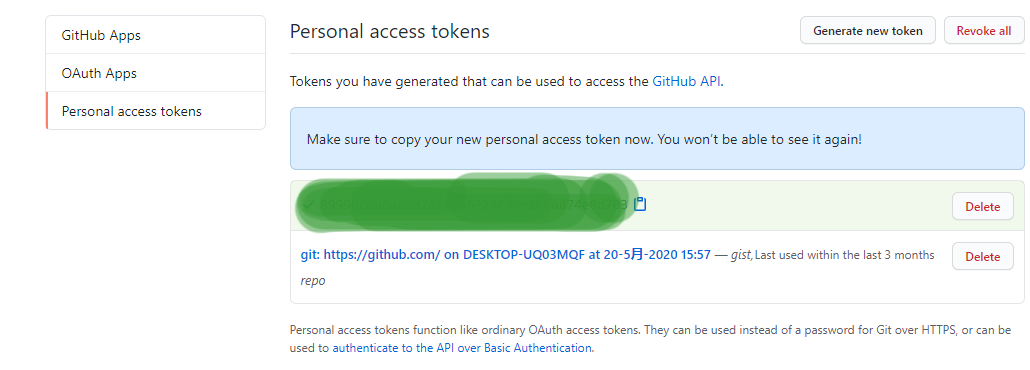 GitHub Apps
OAuth Apps
Personal access tokens
Personal access tokens
Generate new token
Revoke all
Tokens you have generated that can be used to access the GitHub API.
Make sure to copy your new personal access token now. You won't be able to see it again!
Delete
git: https://github.com/ on DESKTOP-UQ03MQF at 20-5月-2020 15:57 — gist, Last used within the last 3 months
repo
Delete
Personal access tokens function like ordinary OAuth access tokens. They can be used instead of a password for Git over HTTPS, or can be
used to authenticate to the API over Basic Authentication.